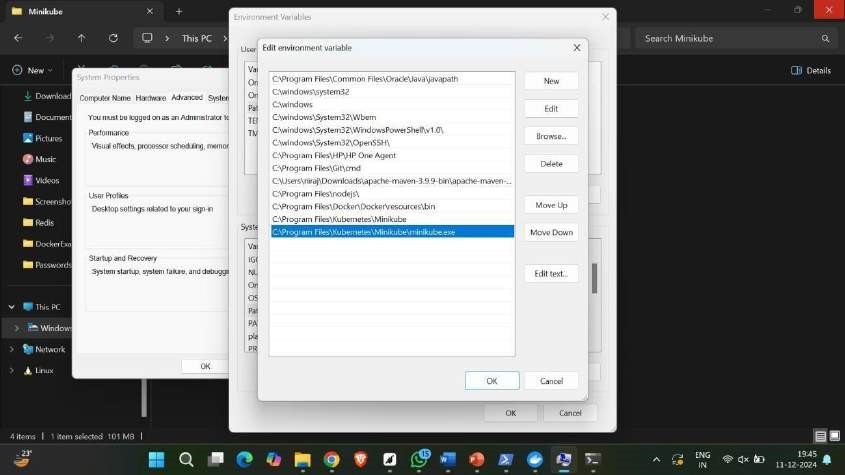 Minikube
Environment Variables
This PC
Search Minikube
User
Edit environment variable
New
Details
System Properties
Computer Name Hardware Advanced System
You must be logged on as an Administrator to
Performance
Visual effects, processor scheduling, memor
User Profiles
Desktop settings related to your sign-in
Startup and Recovery
System startup, system failure, and debuggin
OK
Download
Document
Pictures
Music
Videos
Screensho
Redis
DockerExa
Passwords
This PC
Windows
Network
Linux
Var
On
On
Pat
TEM
TM
Syste
Var
NU
On
OS
Pat
PA
pla
PR
C:\Program Files\Common Files\Oracle\Java\javapath
C:\windows\system32
C:\windows
C:\windows\System32\Wbem
C:\windows\System32\WindowsPowerShell\v1.0\
C:\windows\System32\OpenSSH\
C:\Program Files\HP\HP One Agent
C:\Program Files\Git\cmd
C:\Users\niraj\Downloads\apache-maven-3.9.9-bin\apache-maven-...
C:\Program Files\nodejs\
C:\Program Files\Docker\Docker\resources\bin
C:\Program Files\Kubernetes\Minikube
C:\Program Files\Kubernetes\Minikube\minikube.exe
New
Edit
Browse...
Delete
Move Up
Move Down
Edit text...
OK
Cancel
OK
Cancel
4 items
1 item selected 101 MB
23°
15
ENG
IN
19.45
11-12-2024